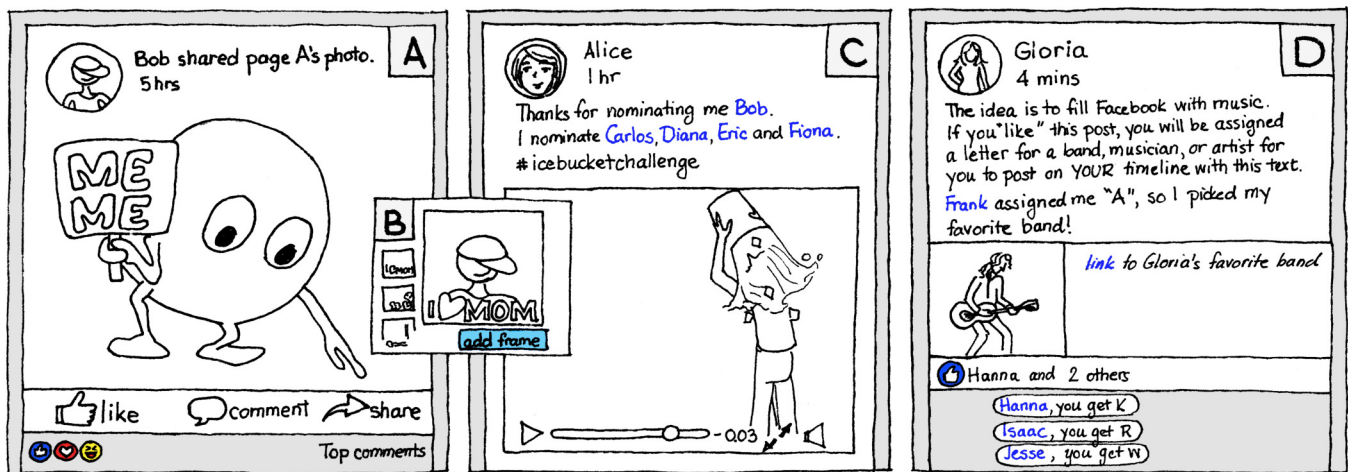 A
Bob shared page A's photo.
5hrs
ME
ME
like
comment
share
Top comments
B
I MOM
add frame
C
Alice
1 hr
Thanks for nominating me Bob.
I nominate Carlos, Diana, Eric and Fiona.
#icebucketchallenge
-0.03
D
Gloria
4 mins
The idea is to fill Facebook with music.
If you "like" this post, you will be assigned
a letter for a band, musician, or artist for
you to post on YOUR timeline with this text.
Frank assigned me "A", so I picked my
favorite band!
link to Gloria's favorite band
Hanna and 2 others
Hanna, you get K
Isaac, you get R
Jesse, you get W